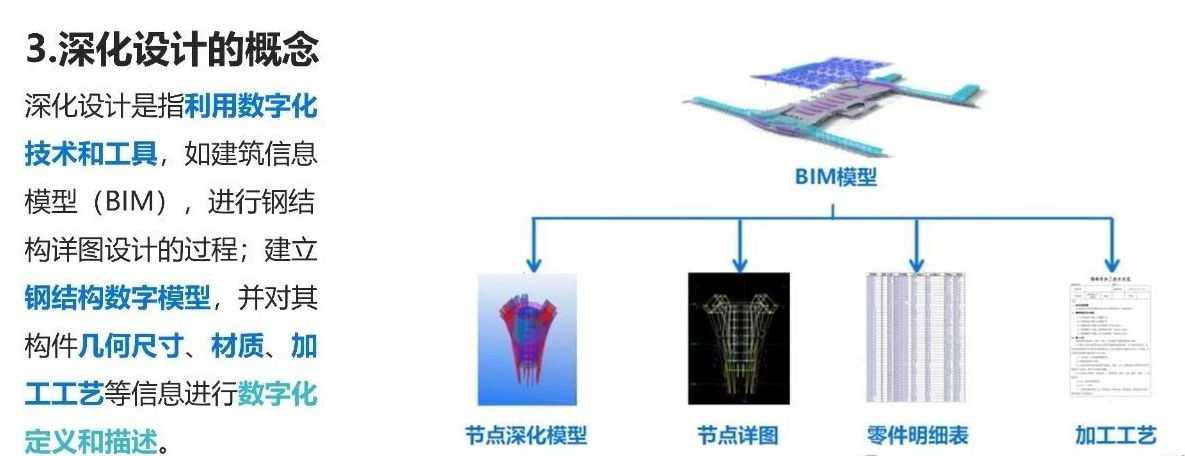 3.深化设计的概念
深化设计是指利用数字化
技术和工具，如建筑信息
模型（BIM），进行钢结
构详图设计的过程；建立
钢结构数字模型，并对其
构件几何尺寸、材质、加
工工艺等信息进行数字化
定义和描述。
BIM模型
节点深化模型
节点详图
零件明细表
加工工艺